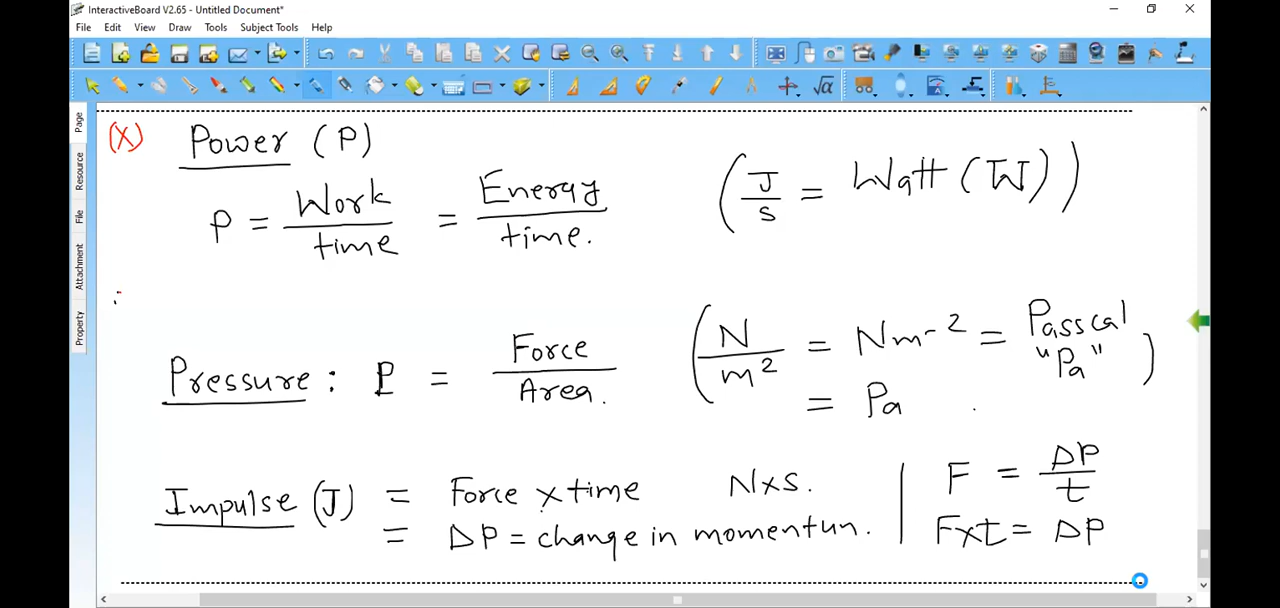 InteractiveBoard V2.65 - Untitled Document*
File Edit View Draw Tools Subject Tools Help
Page
Resource
File
Attachment
Property
(X) Power (P)
P = Work/time = Energy/time. (J/s = Watt (W))
Pressure : P = Force/Area. (N/m² = Nm⁻² = Passcal "Pa")
= Pa
Impulse (J) = Force × time N×s. | F = ΔP/t
= ΔP = change in momentun. | F×t = ΔP